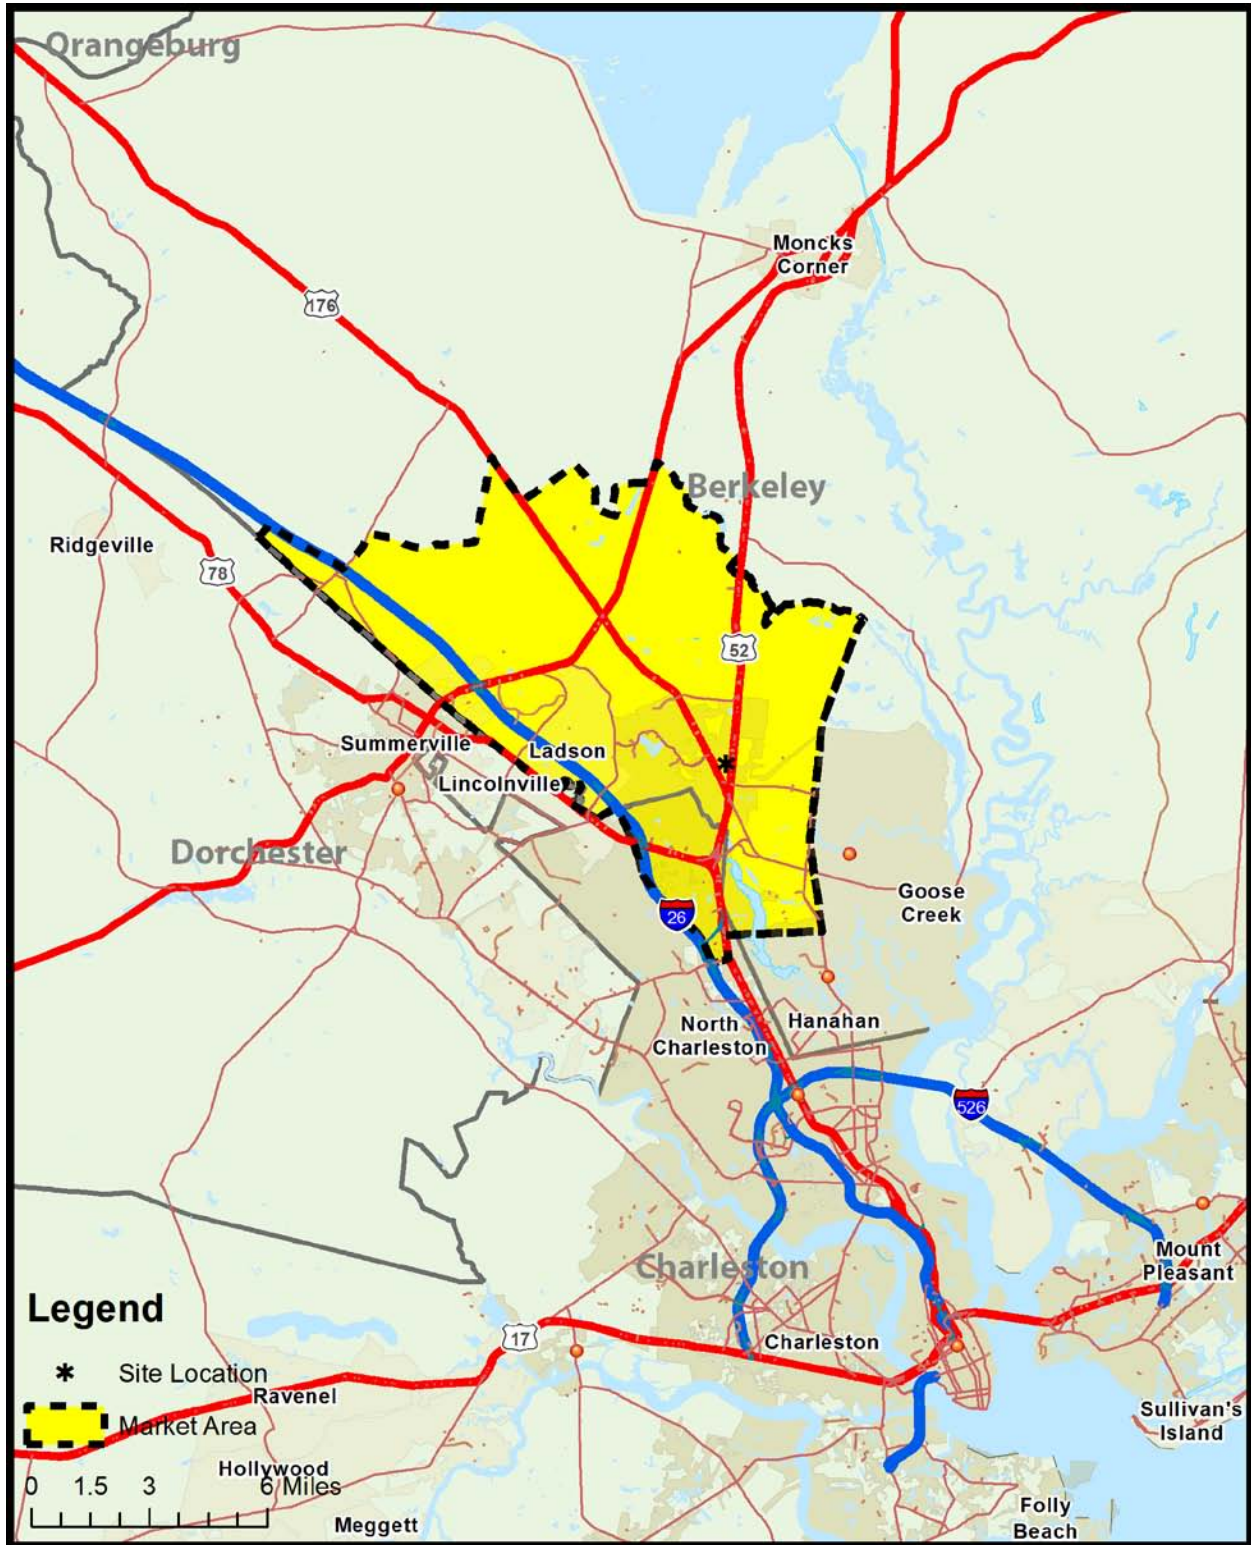 Orangeburg
Moncks
Corner
176
Berkeley
Ridgeville
78
52
Summerville
Ladson
Lincolnville
Dorchester
Goose
Creek
26
North
Charleston
Hanahan
526
Mount
Pleasant
Charleston
Legend
17
Charleston
Site Location
Ravenel
Market Area
Sullivan's
Island
Hollywood
0 1.5 3 6 Miles
Folly
Beach
Meggett